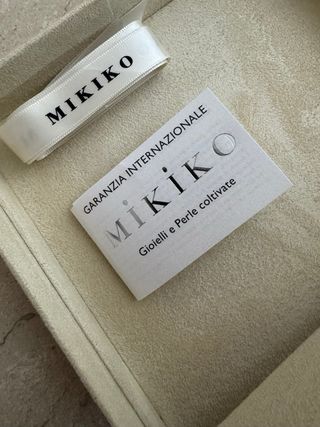 MIKIKO
GARANZIA INTERNAZIONALE
MiKiKO
Gioielli e Perle coltivate